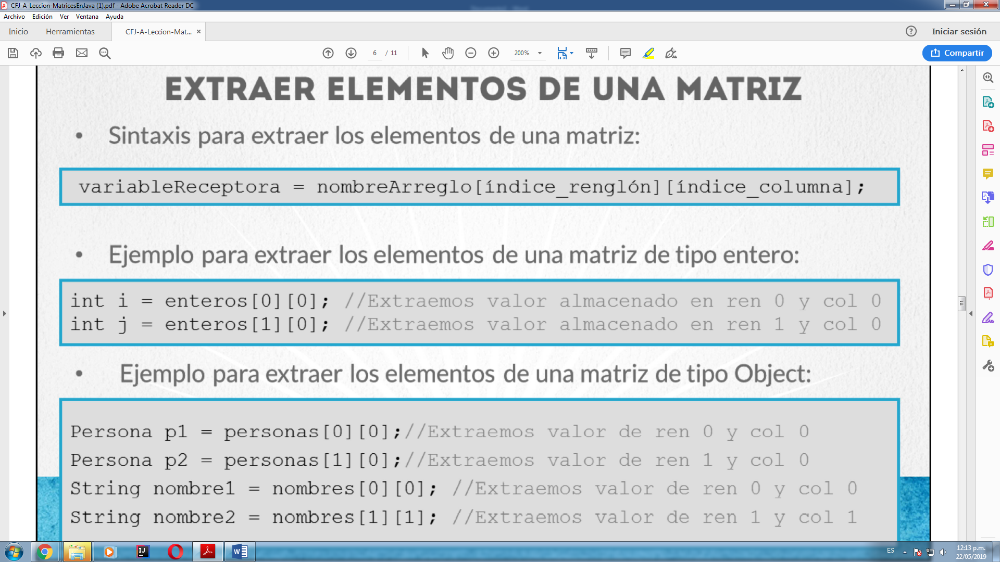 CFJ-A-Leccion-MatricesEnJava (1).pdf - Adobe Acrobat Reader DC
Archivo Edición Ver Ventana Ayuda
Inicio Herramientas CFJ-A-Leccion-Mat... × Iniciar sesión
6 / 11 200% Compartir
EXTRAER ELEMENTOS DE UNA MATRIZ
• Sintaxis para extraer los elementos de una matriz:
variableReceptora = nombreArreglo[índice_renglón][índice_columna];
• Ejemplo para extraer los elementos de una matriz de tipo entero:
int i = enteros[0][0]; //Extraemos valor almacenado en ren 0 y col 0
int j = enteros[1][0]; //Extraemos valor almacenado en ren 1 y col 0
• Ejemplo para extraer los elementos de una matriz de tipo Object:
Persona p1 = personas[0][0];//Extraemos valor de ren 0 y col 0
Persona p2 = personas[1][0];//Extraemos valor de ren 1 y col 0
String nombre1 = nombres[0][0]; //Extraemos valor de ren 0 y col 0
String nombre2 = nombres[1][1]; //Extraemos valor de ren 1 y col 1
IJ W ES 12:13 p.m.
22/05/2019